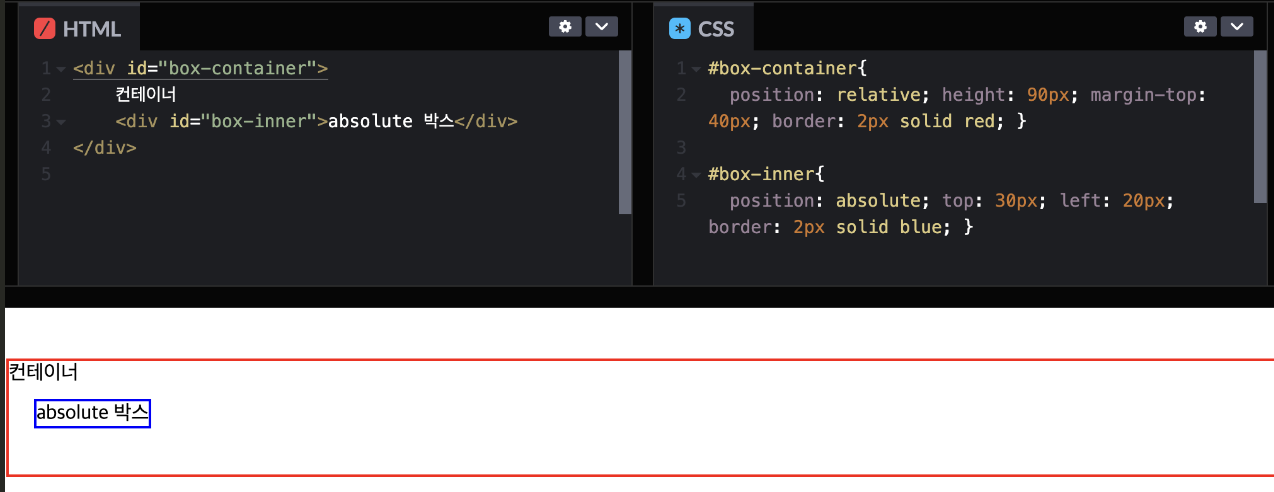 HTML
1 <div id="box-container">
2 컨테이너
3 <div id="box-inner">absolute 박스</div>
4 </div>
5
CSS
1 #box-container{
2 position: relative; height: 90px; margin-top:
40px; border: 2px solid red; }
3
4 #box-inner{
5 position: absolute; top: 30px; left: 20px;
border: 2px solid blue; }
컨테이너
absolute 박스